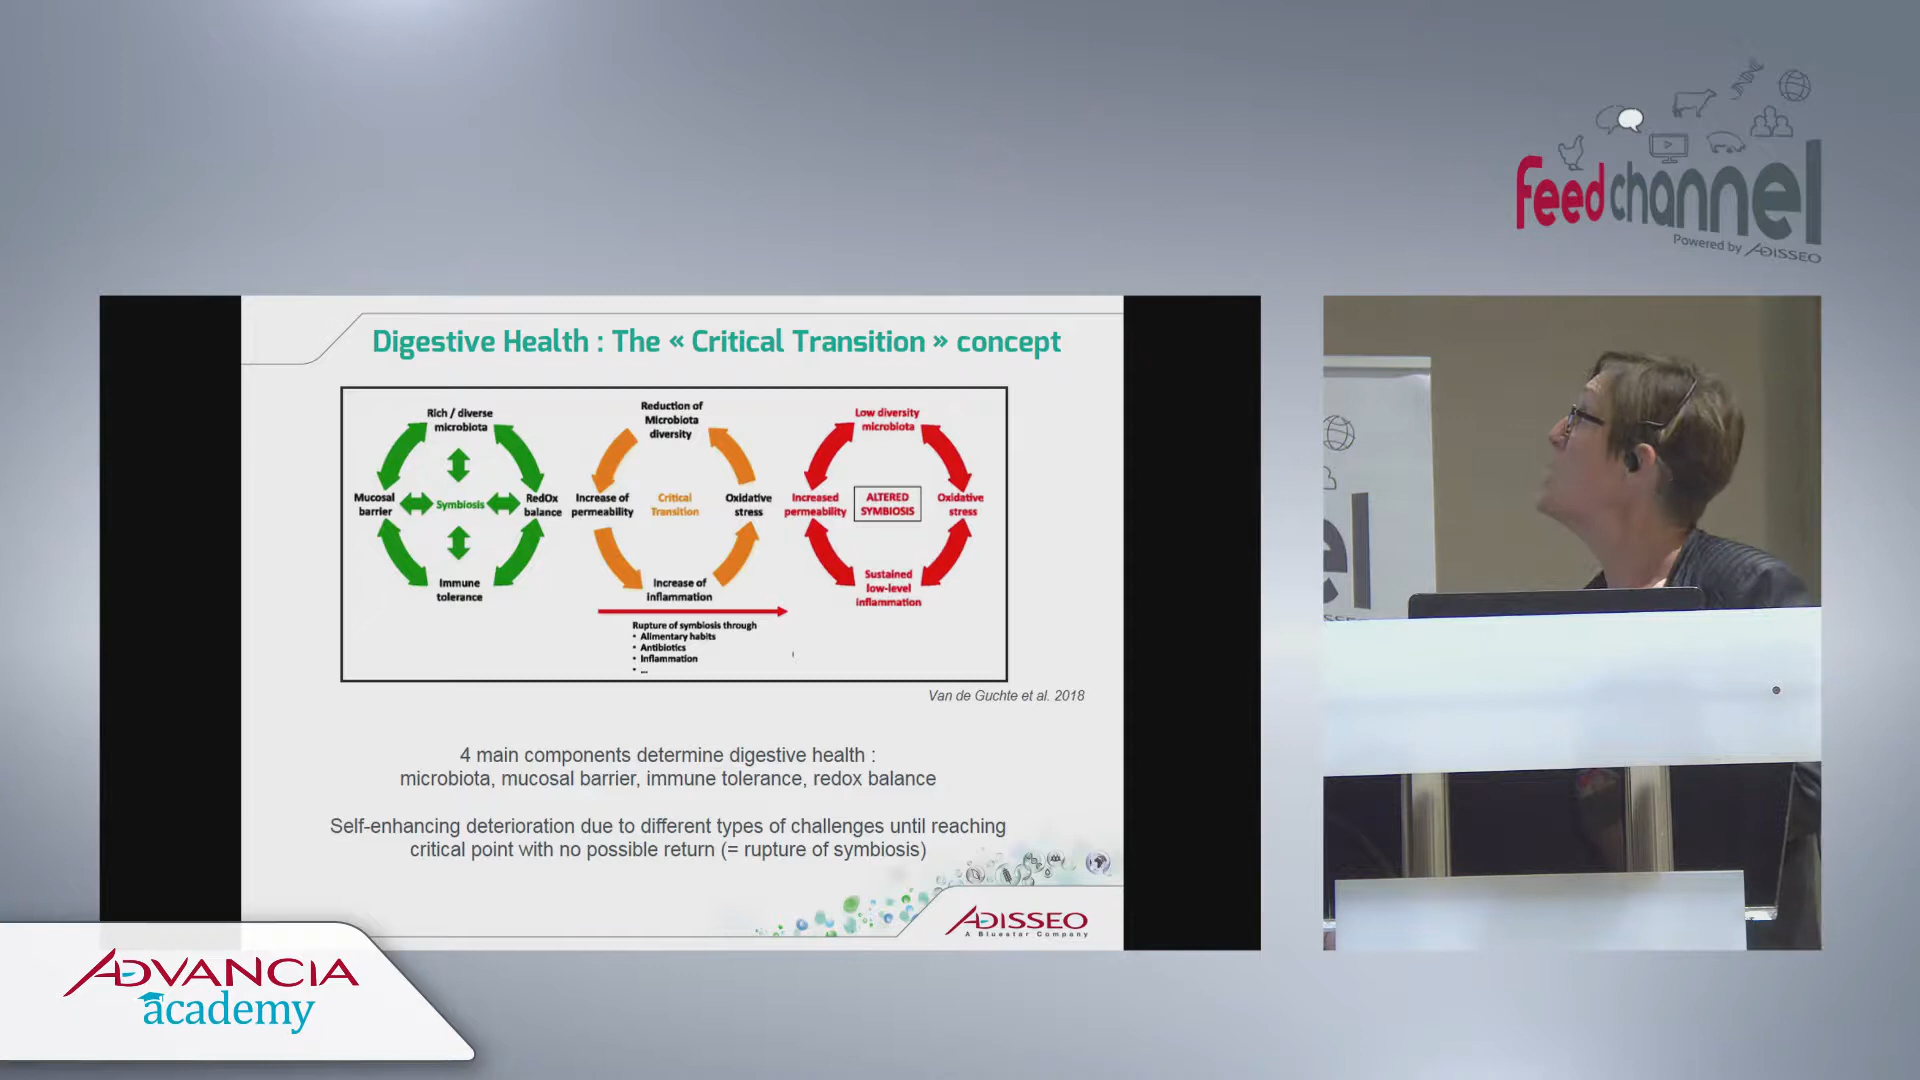 feedchannel
Powered by ADISSEO
Digestive Health : The « Critical Transition » concept
Rich / diverse
microbiota
Mucosal
barrier
Symbiosis
RedOx
balance
Immune
tolerance
Reduction of
Microbiota
diversity
Increase of
permeability
Critical
Transition
Oxidative
stress
Increase of
inflammation
Low diversity
microbiota
Increased
permeability
ALTERED
SYMBIOSIS
Oxidative
stress
Sustained
low-level
inflammation
Rupture of symbiosis through
• Alimentary habits
• Antibiotics
• Inflammation
• ...
Van de Guchte et al. 2018
4 main components determine digestive health :
microbiota, mucosal barrier, immune tolerance, redox balance
Self-enhancing deterioration due to different types of challenges until reaching
critical point with no possible return (= rupture of symbiosis)
ADISSEO
A Bluestar Company
ADVANCIA
academy
el